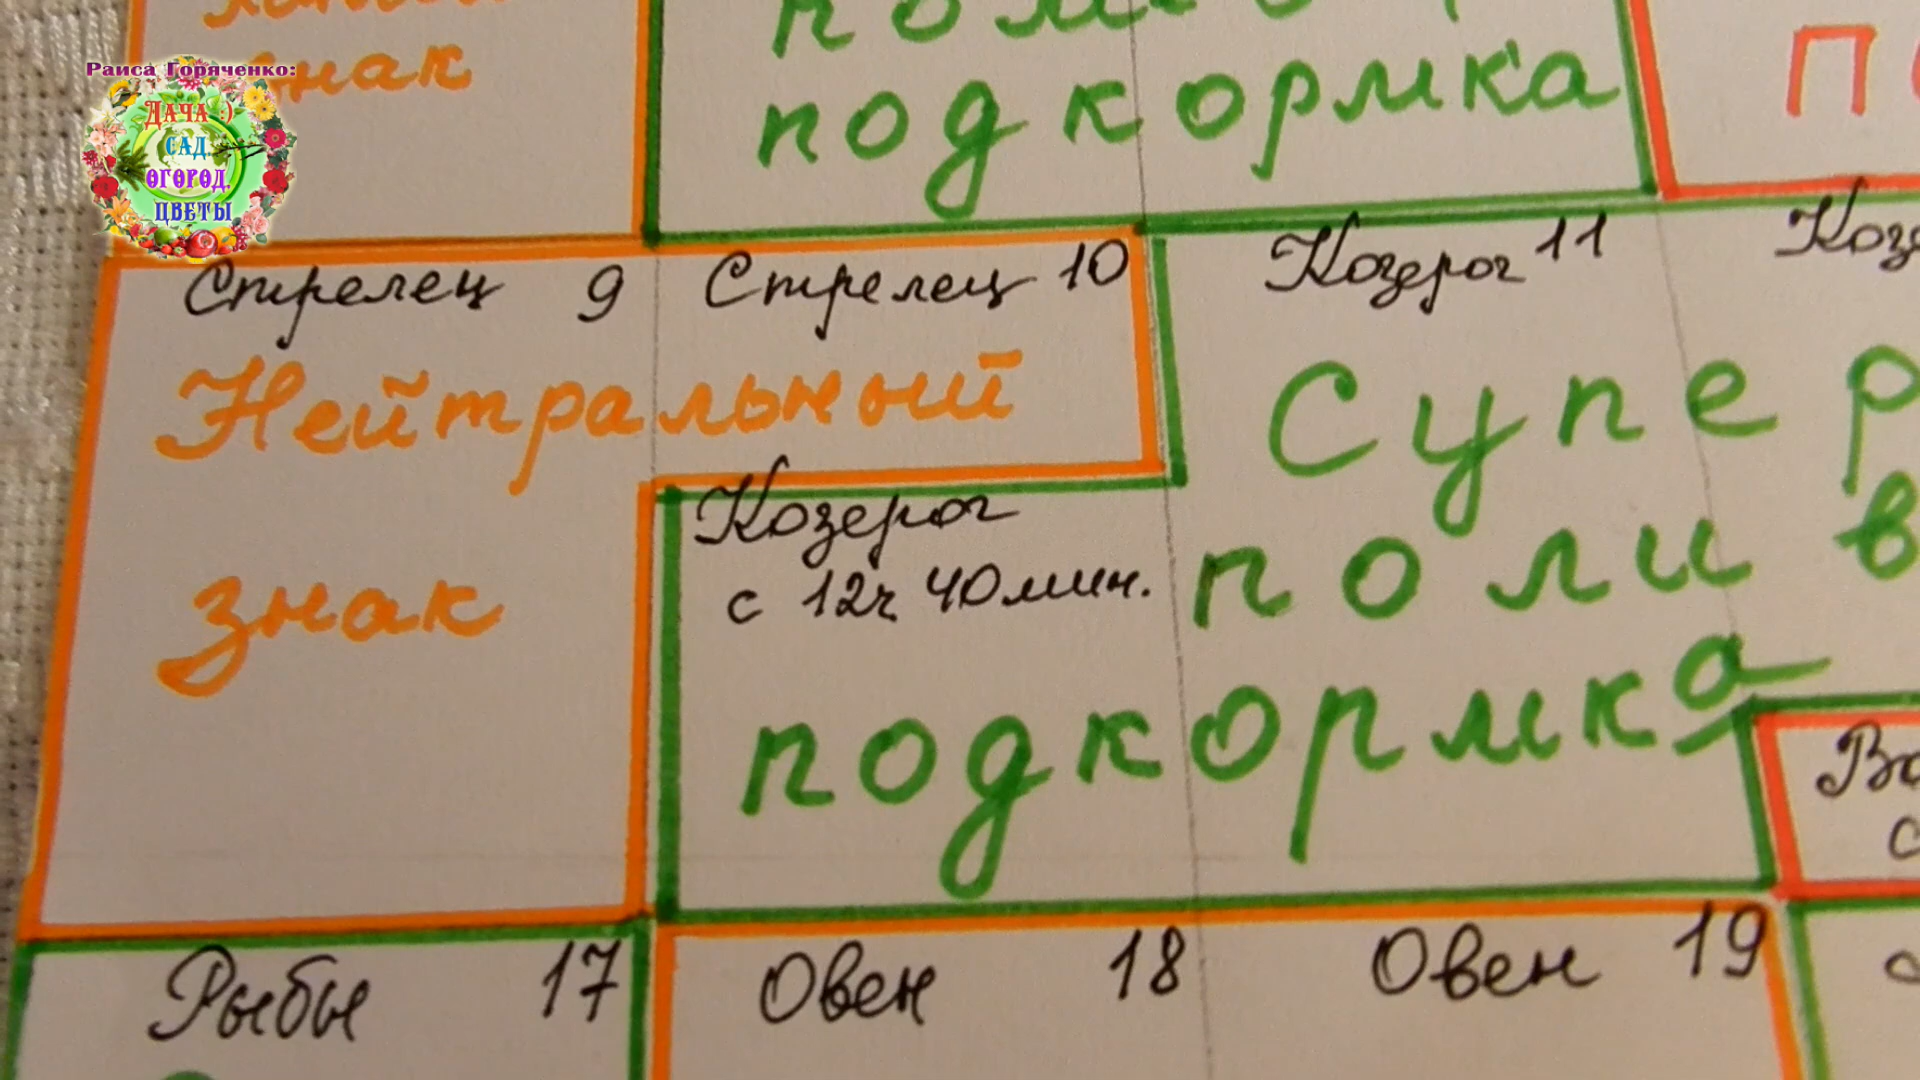 Раиса Горяченко:
Дача :)
сад
огород,
цветы
знак
подкормка
Стрелец 9
Стрелец 10
Козерог 11
Нейтральный
знак
Супер
Козерог
с 12ч 40мин.
полив
подкормка
Рыбы 17
Овен 18
Овен 19